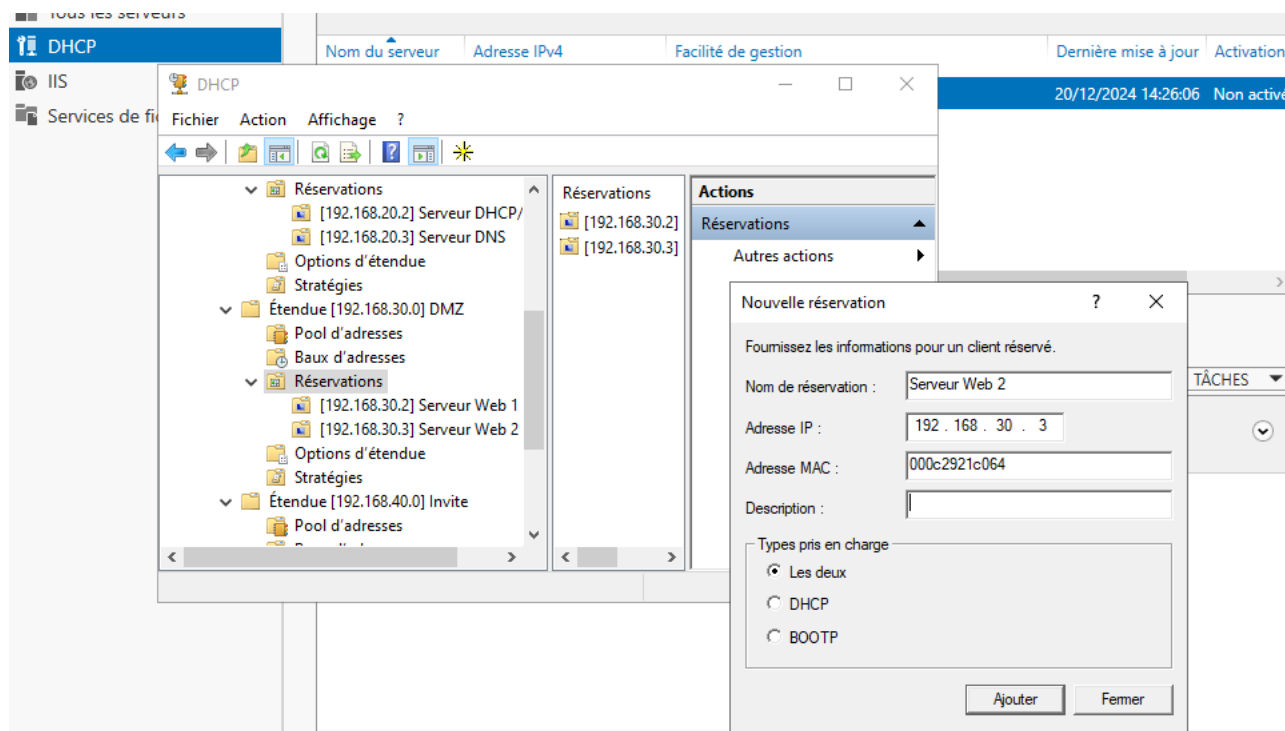 Tous les serveurs
DHCP
IIS
Services de fi
Nom du serveur Adresse IPv4 Facilité de gestion Dernière mise à jour Activation
20/12/2024 14:26:06 Non activé
DHCP
Fichier Action Affichage ?
Réservations
[192.168.20.2] Serveur DHCP/
[192.168.20.3] Serveur DNS
Options d'étendue
Stratégies
Étendue [192.168.30.0] DMZ
Pool d'adresses
Baux d'adresses
Réservations
[192.168.30.2] Serveur Web 1
[192.168.30.3] Serveur Web 2
Options d'étendue
Stratégies
Étendue [192.168.40.0] Invite
Pool d'adresses
Réservations
[192.168.30.2]
[192.168.30.3]
Actions
Réservations
Autres actions
Nouvelle réservation ?
Fournissez les informations pour un client réservé.
Nom de réservation : Serveur Web 2
Adresse IP : 192 . 168 . 30 . 3
Adresse MAC : 000c2921c064
Description :
Types pris en charge
Les deux
DHCP
BOOTP
Ajouter Fermer
TÂCHES